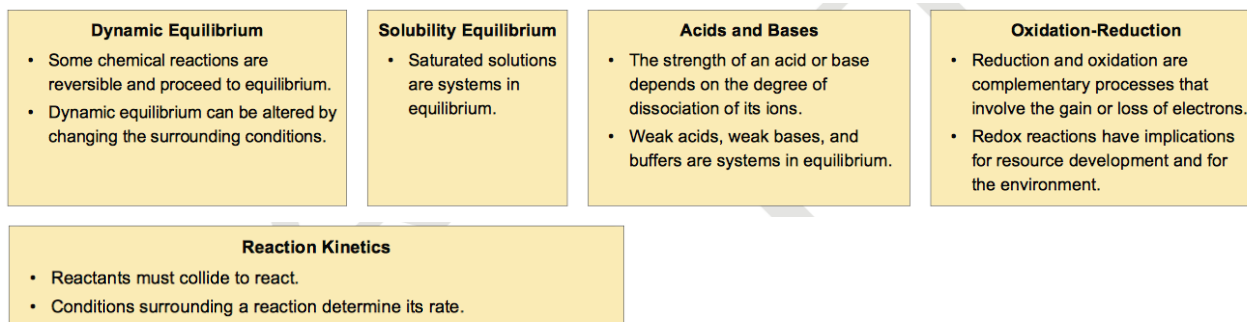 Dynamic Equilibrium
• Some chemical reactions are
reversible and proceed to equilibrium.
• Dynamic equilibrium can be altered by
changing the surrounding conditions.
Solubility Equilibrium
• Saturated solutions
are systems in
equilibrium.
Acids and Bases
• The strength of an acid or base
depends on the degree of
dissociation of its ions.
• Weak acids, weak bases, and
buffers are systems in equilibrium.
Oxidation-Reduction
• Reduction and oxidation are
complementary processes that
involve the gain or loss of electrons.
• Redox reactions have implications
for resource development and for
the environment.
Reaction Kinetics
• Reactants must collide to react.
• Conditions surrounding a reaction determine its rate.